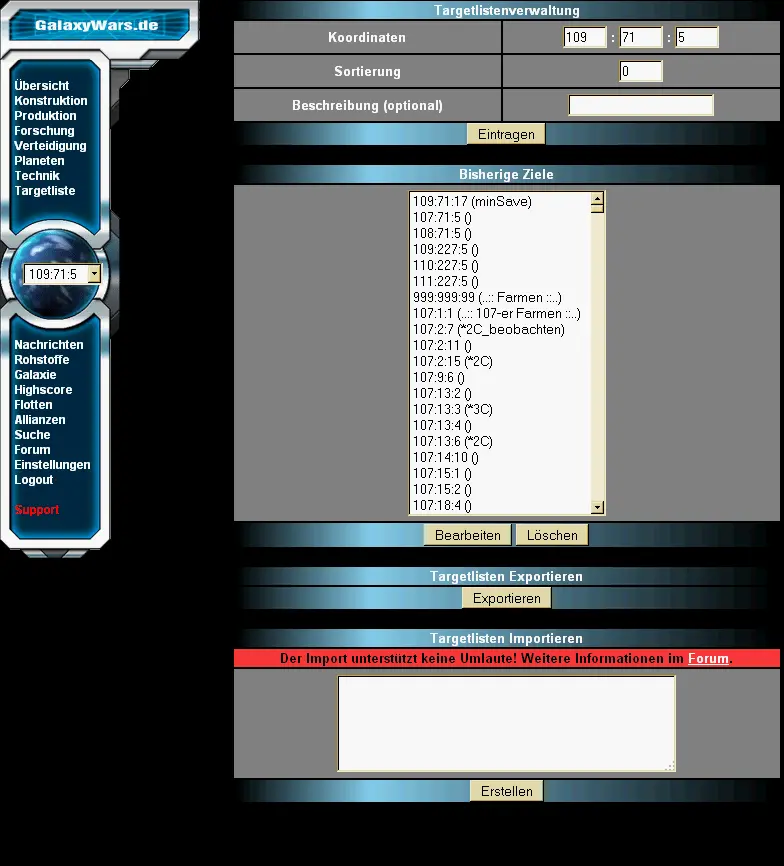 GalaxyWars.de
Übersicht
Konstruktion
Produktion
Forschung
Verteidigung
Planeten
Technik
Targetliste
109:71:5
Nachrichten
Rohstoffe
Galaxie
Highscore
Flotten
Allianzen
Suche
Forum
Einstellungen
Logout
Support
Targetlistenverwaltung
Koordinaten 109 : 71 : 5
Sortierung 0
Beschreibung (optional)
Eintragen
Bisherige Ziele
109:71:17 (minSave)
107:71:5 ()
108:71:5 ()
109:227:5 ()
110:227:5 ()
111:227:5 ()
999:999:99 (..:: Farmen ::..)
107:1:1 (..:: 107-er Farmen ::..)
107:2:7 (*2C_beobachten)
107:2:11 ()
107:2:15 (*2C)
107:9:6 ()
107:13:2 ()
107:13:3 (*3C)
107:13:4 ()
107:13:6 (*2C)
107:14:10 ()
107:15:1 ()
107:15:2 ()
107:18:4 ()
Bearbeiten Löschen
Targetlisten Exportieren
Exportieren
Targetlisten Importieren
Der Import unterstützt keine Umlaute! Weitere Informationen im Forum.
Erstellen